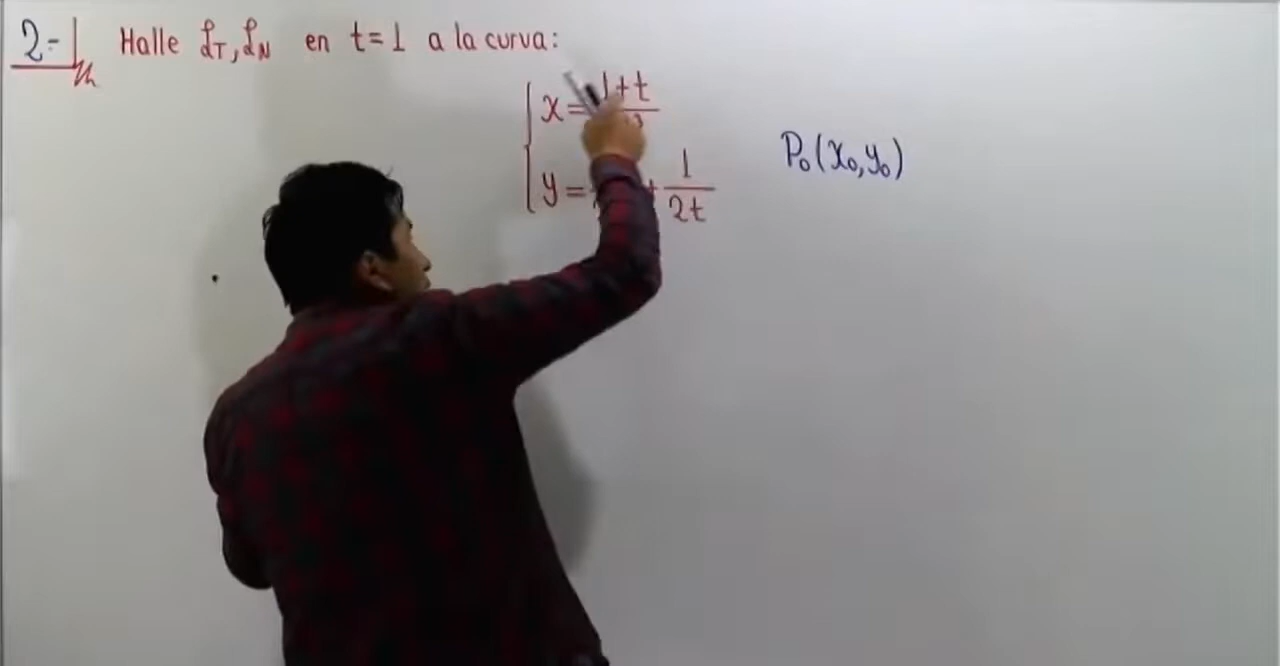 2.- Halle L_T, L_N en t=1 a la curva:
x= 1+t
y= + 1/2t
P₀(x₀,y₀)